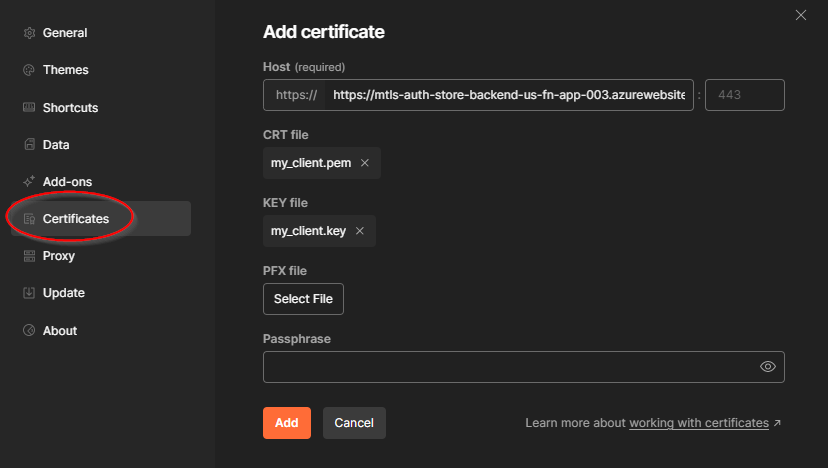 General
Themes
Shortcuts
Data
Add-ons
Certificates
Proxy
Update
About
Add certificate
Host (required)
https:// https://mtls-auth-store-backend-us-fn-app-003.azurewebsite : 443
CRT file
my_client.pem
KEY file
my_client.key
PFX file
Select File
Passphrase
Add Cancel Learn more about working with certificates ↗